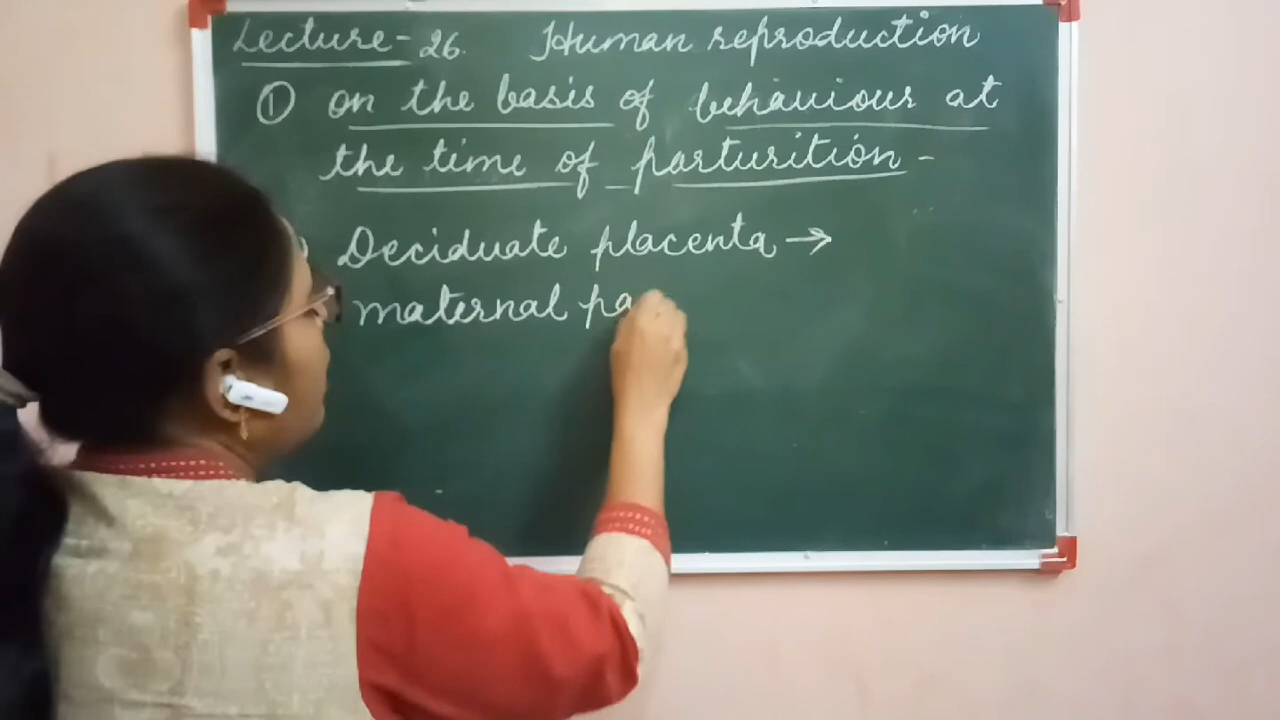 Lecture - 26. Human reproduction
① on the basis of behaviour at
the time of parturition -
Deciduate placenta →
maternal pa